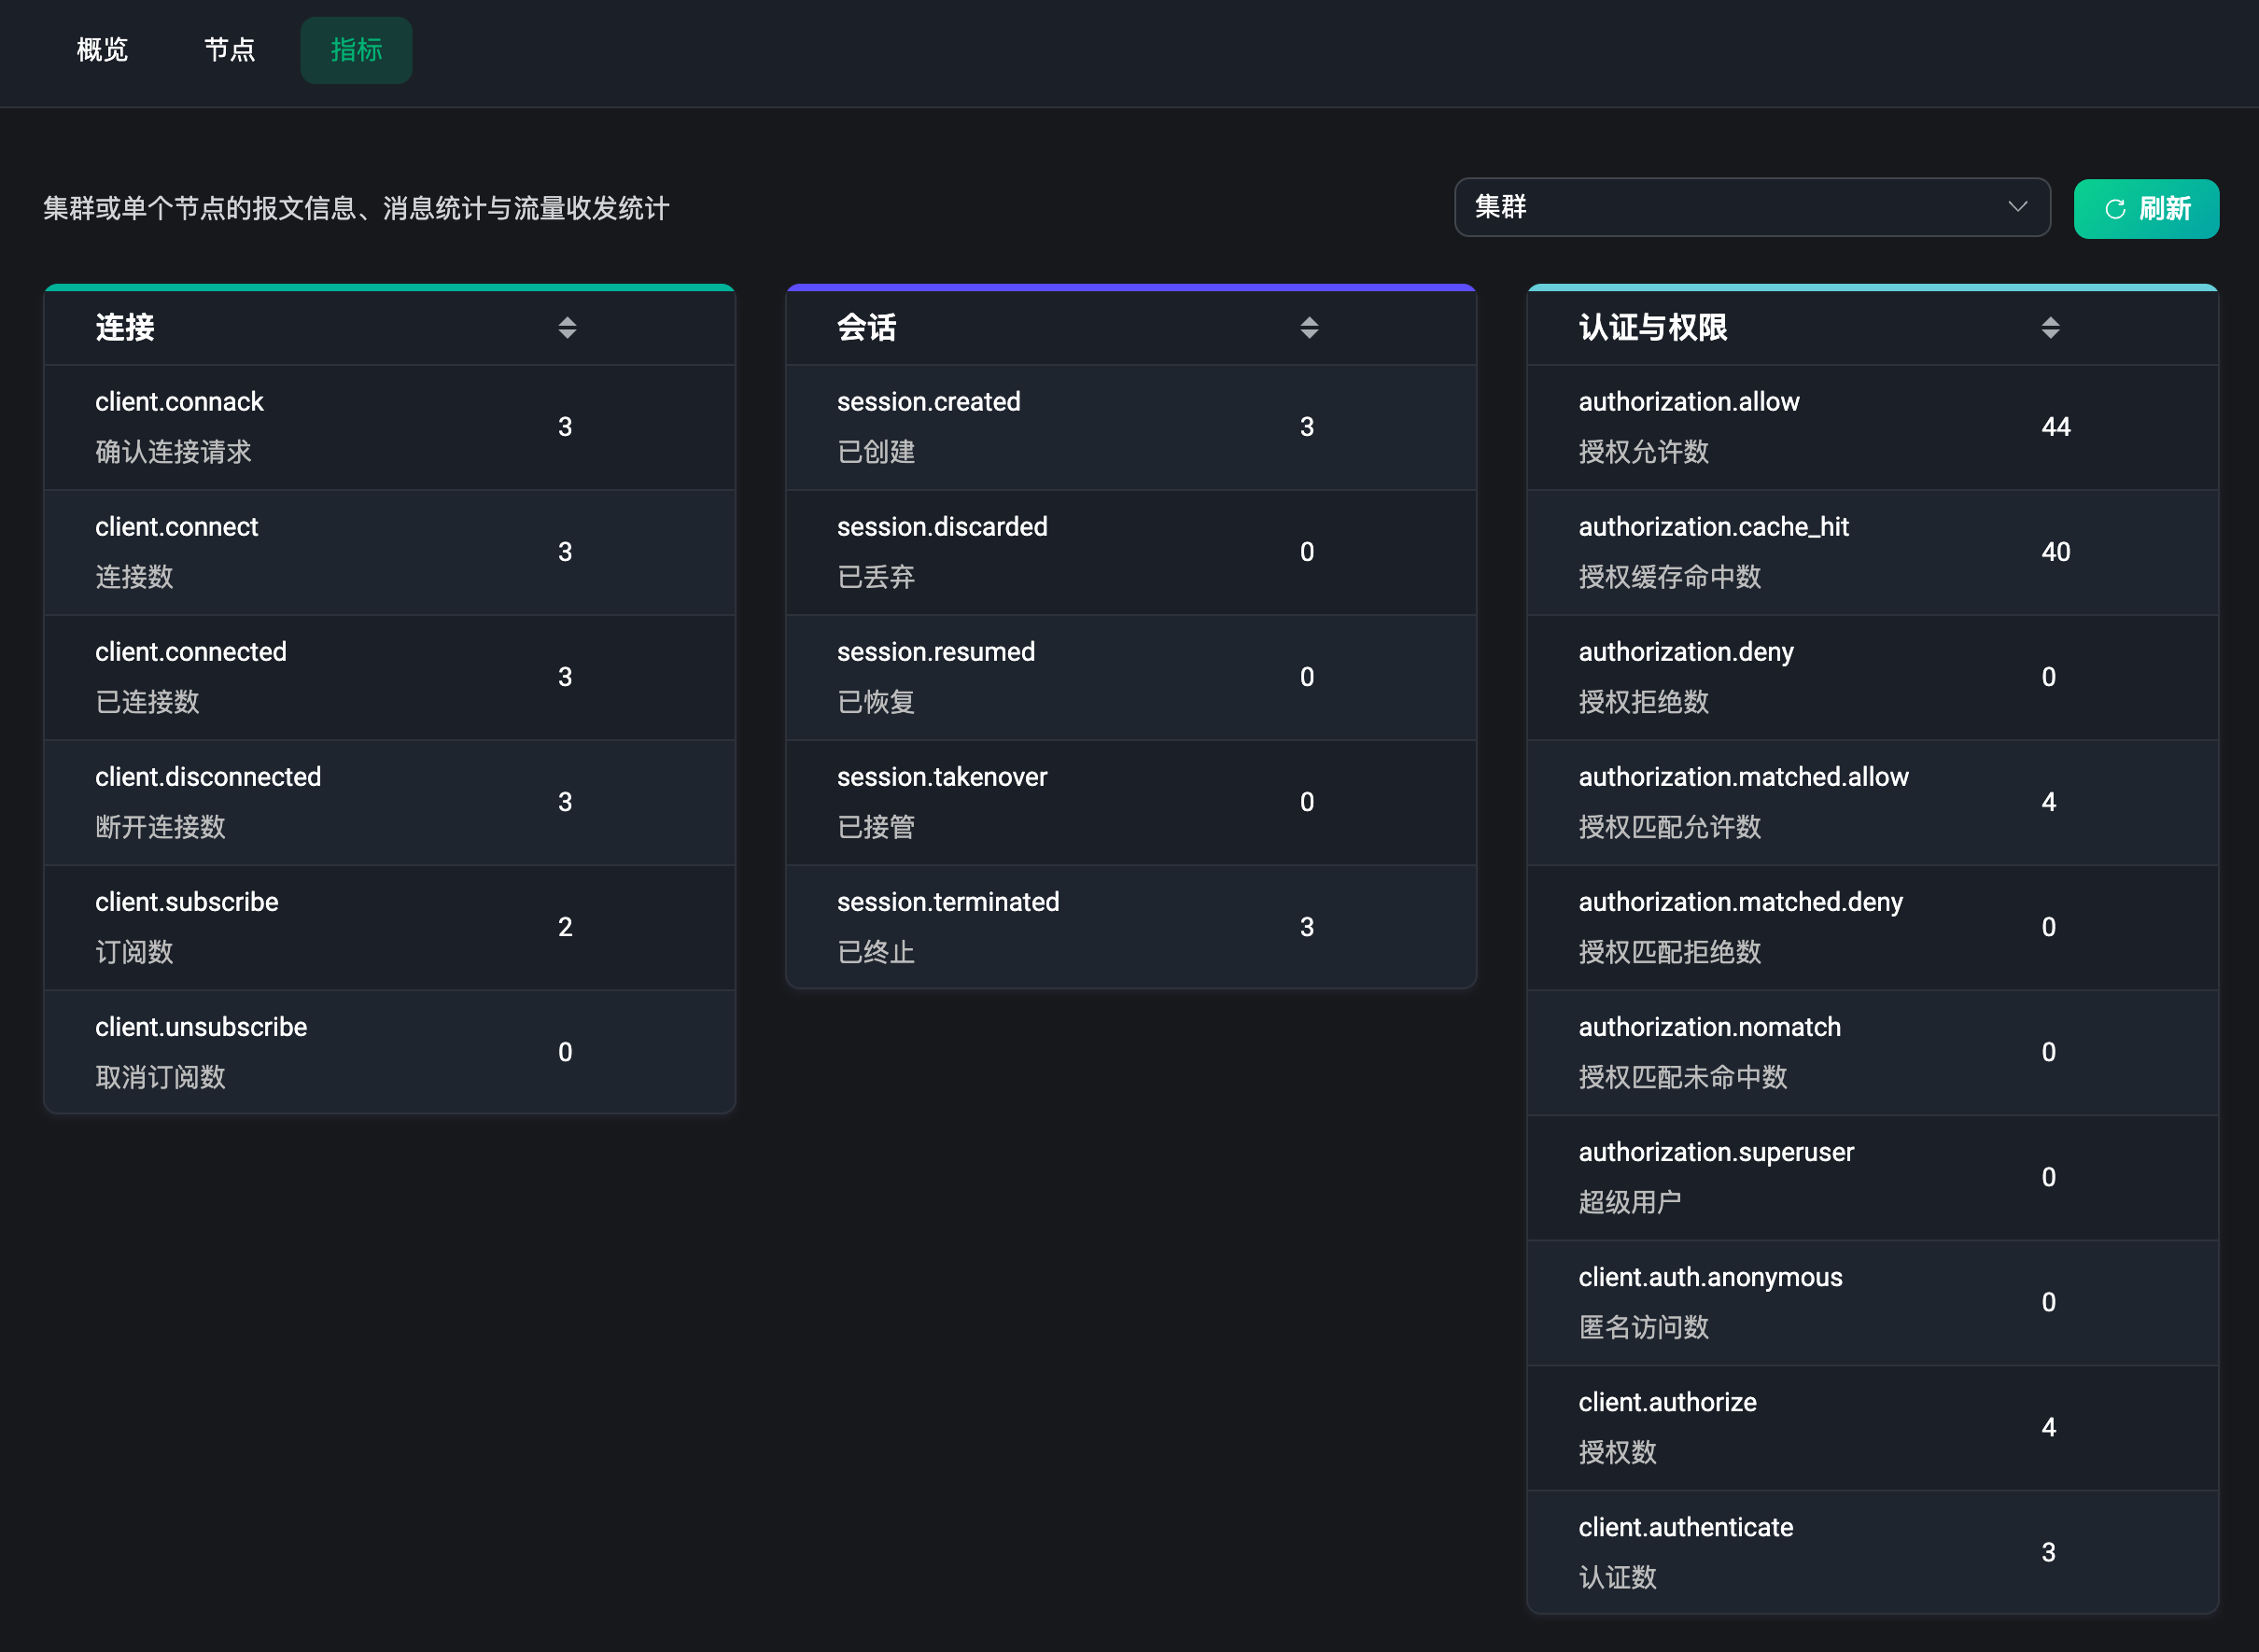 概览
节点
指标
集群或单个节点的报文信息、消息统计与流量收发统计
集群
刷新
连接
client.connack
确认连接请求
3
client.connect
连接数
3
client.connected
已连接数
3
client.disconnected
断开连接数
3
client.subscribe
订阅数
2
client.unsubscribe
取消订阅数
0
会话
session.created
已创建
3
session.discarded
已丢弃
0
session.resumed
已恢复
0
session.takenover
已接管
0
session.terminated
已终止
3
认证与权限
authorization.allow
授权允许数
44
authorization.cache_hit
授权缓存命中数
40
authorization.deny
授权拒绝数
0
authorization.matched.allow
授权匹配允许数
4
authorization.matched.deny
授权匹配拒绝数
0
authorization.nomatch
授权匹配未命中数
0
authorization.superuser
超级用户
0
client.auth.anonymous
匿名访问数
0
client.authorize
授权数
4
client.authenticate
认证数
3